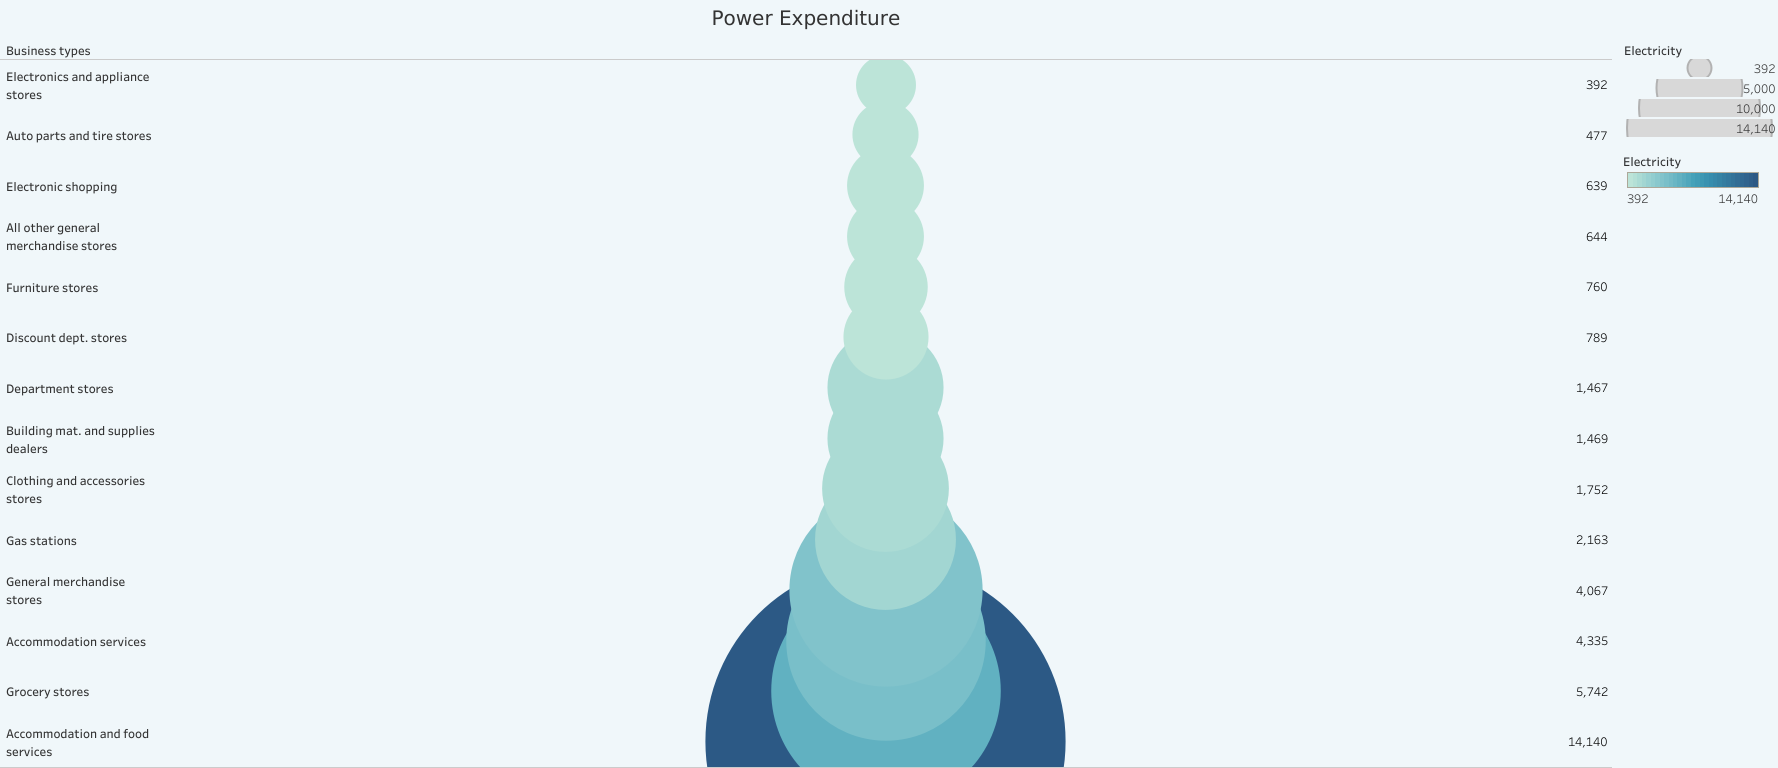 Power Expenditure
Business types
Electronics and appliance
stores
392
Auto parts and tire stores
477
Electronic shopping
639
All other general
merchandise stores
644
Furniture stores
760
Discount dept. stores
789
Department stores
1,467
Building mat. and supplies
dealers
1,469
Clothing and accessories
stores
1,752
Gas stations
2,163
General merchandise
stores
4,067
Accommodation services
4,335
Grocery stores
5,742
Accommodation and food
services
14,140
Electricity
392
5,000
10,000
14,140
Electricity
392 14,140